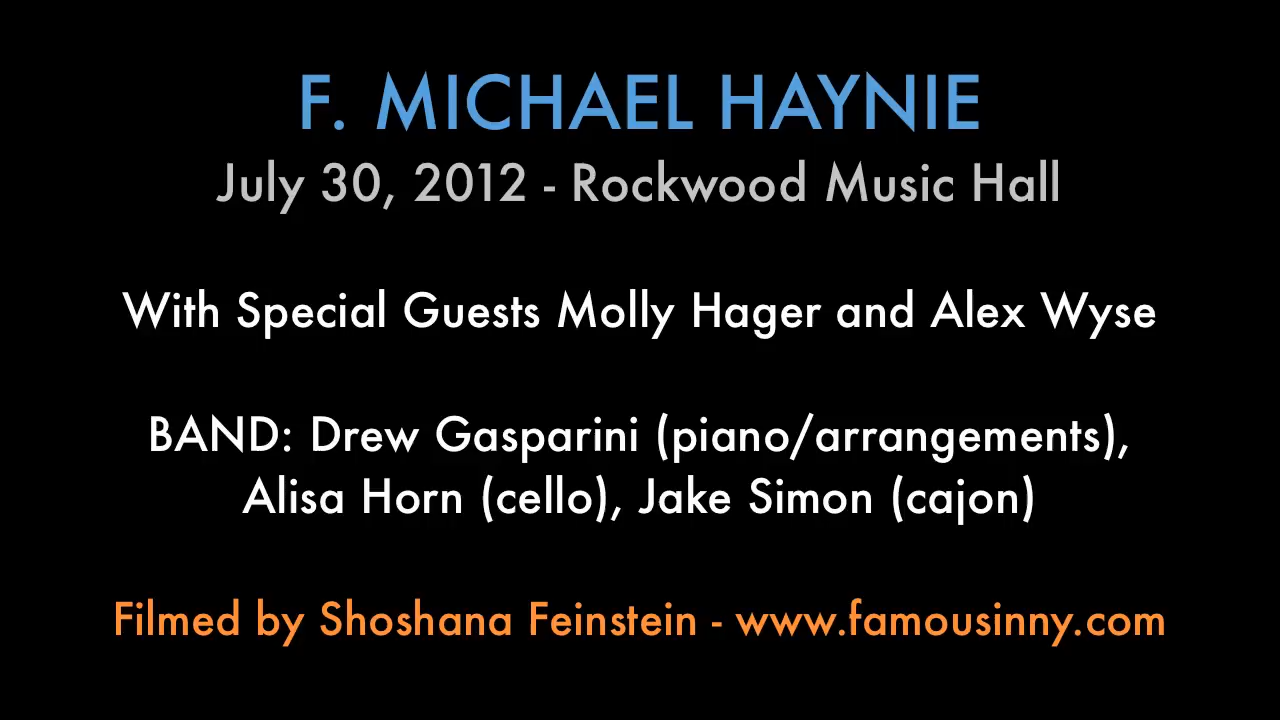 F. MICHAEL HAYNIE
July 30, 2012 - Rockwood Music Hall
With Special Guests Molly Hager and Alex Wyse
BAND: Drew Gasparini (piano/arrangements),
Alisa Horn (cello), Jake Simon (cajon)
Filmed by Shoshana Feinstein - www.famousinny.com